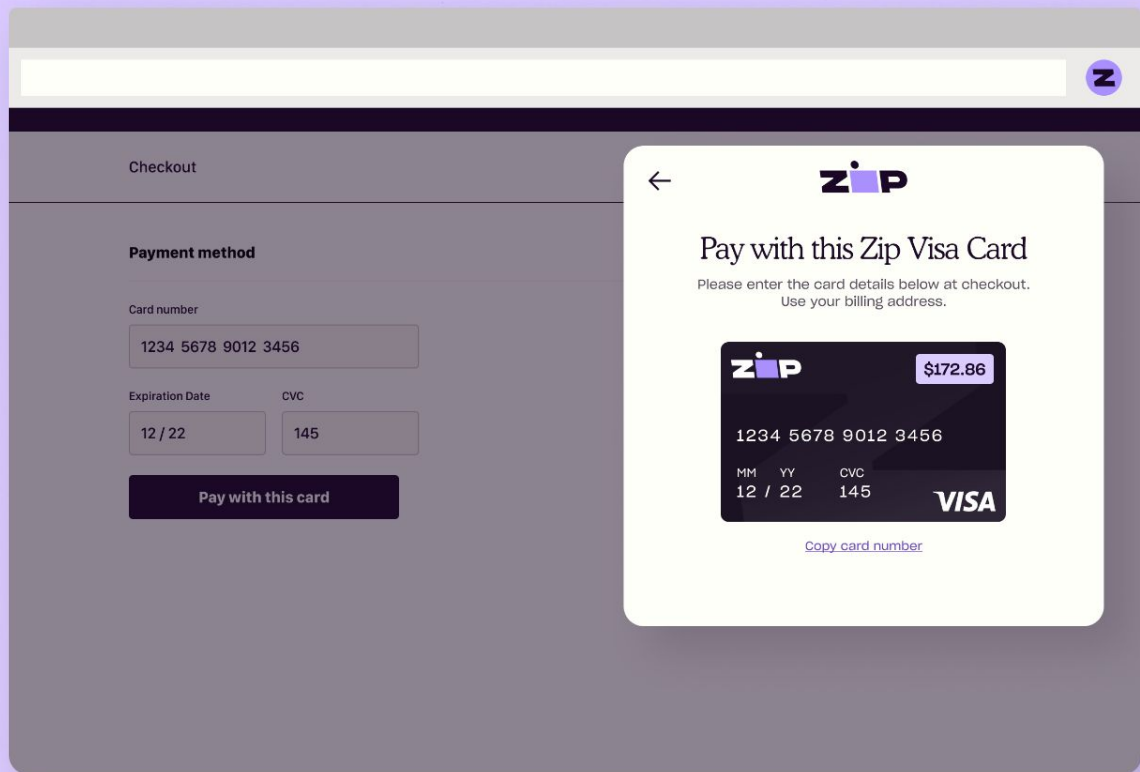 Z
Checkout
Payment method
Card number
1234 5678 9012 3456
Expiration Date CVC
12 / 22 145
Pay with this card
zip
Pay with this Zip Visa Card
Please enter the card details below at checkout.
Use your billing address.
zip $172.86
1234 5678 9012 3456
MM YY CVC
12 / 22 145
VISA
Copy card number